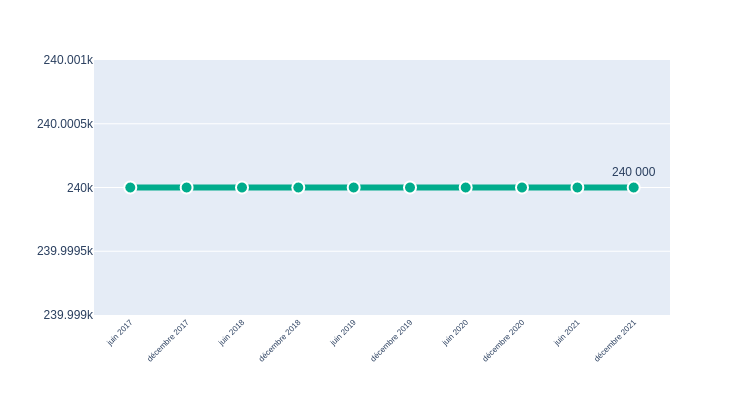 240.001k
240.0005k
240 000
240k
239.9995k
239.999k
juin 2017
décembre 2017
juin 2018
décembre 2018
juin 2019
décembre 2019
juin 2020
décembre 2020
juin 2021
décembre 2021